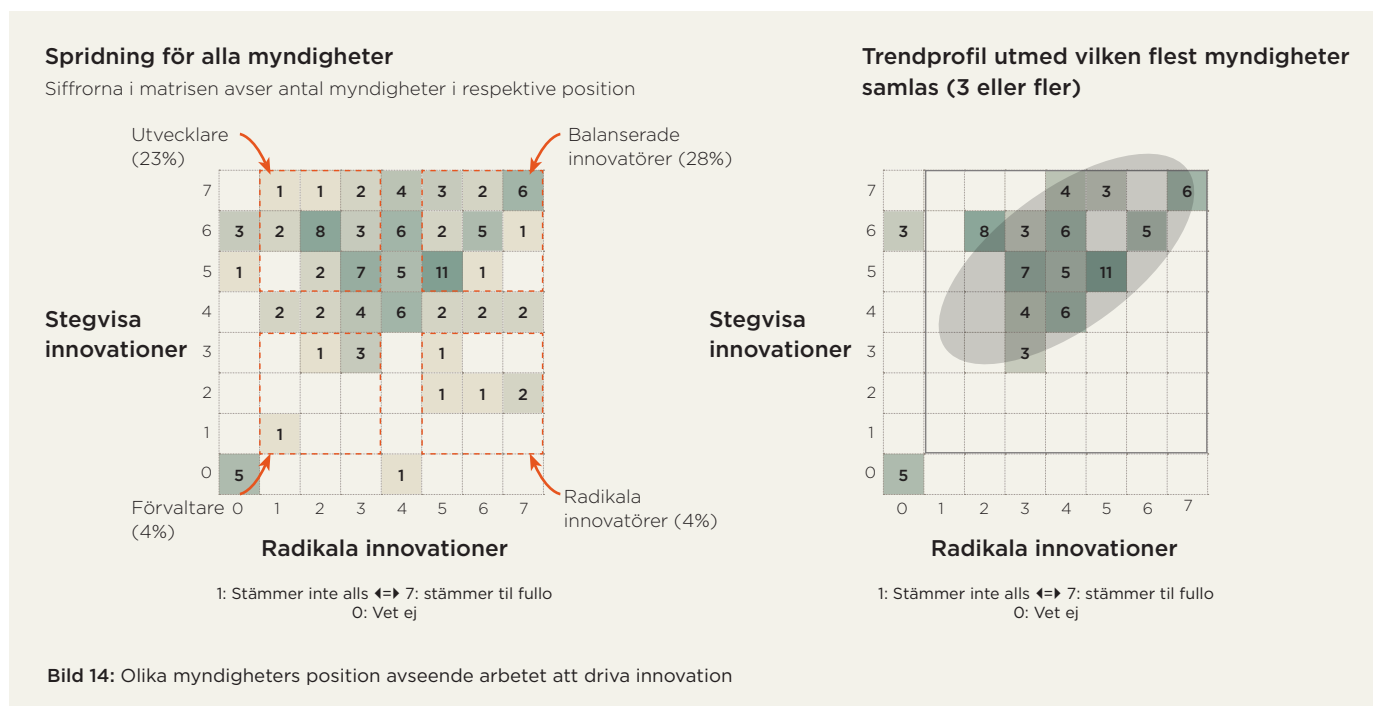 Spridning för alla myndigheter
Siffrorna i matrisen avser antal myndigheter i respektive position
Utvecklare
(23%)
Balanserade
innovatörer (28%)
7 1 1 2 4 3 2 6
6 3 2 8 3 6 2 5 1
5 1 2 7 5 11 1
4 2 2 4 6 2 2 2
3 1 3 1
2 1 1 2
1 1
0 5 1
Stegvisa
innovationer
Förvaltare
(4%)
0 1 2 3 4 5 6 7
Radikala
innovatörer (4%)
Radikala innovationer
1: Stämmer inte alls ◀=▶ 7: stämmer til fullo
0: Vet ej
Trendprofil utmed vilken flest myndigheter
samlas (3 eller fler)
7 4 3 6
6 3 8 3 6 5
5 7 5 11
4 4 6
3 3
2
1
0 5
Stegvisa
innovationer
0 1 2 3 4 5 6 7
Radikala innovationer
1: Stämmer inte alls ◀=▶ 7: stämmer til fullo
0: Vet ej
Bild 14: Olika myndigheters position avseende arbetet att driva innovation